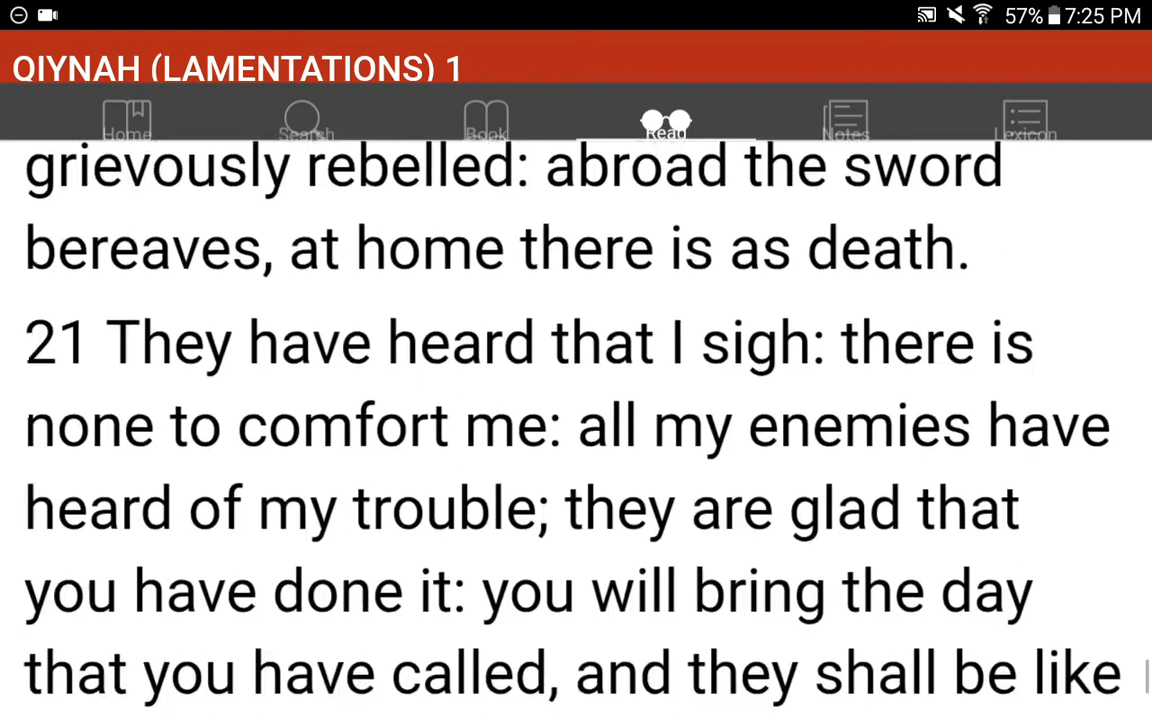 57% 7:25 PM
QIYNAH (LAMENTATIONS) 1
Home Search Book Read Notes Lexicon
grievously rebelled: abroad the sword
bereaves, at home there is as death.
21 They have heard that I sigh: there is
none to comfort me: all my enemies have
heard of my trouble; they are glad that
you have done it: you will bring the day
that you have called, and they shall be like